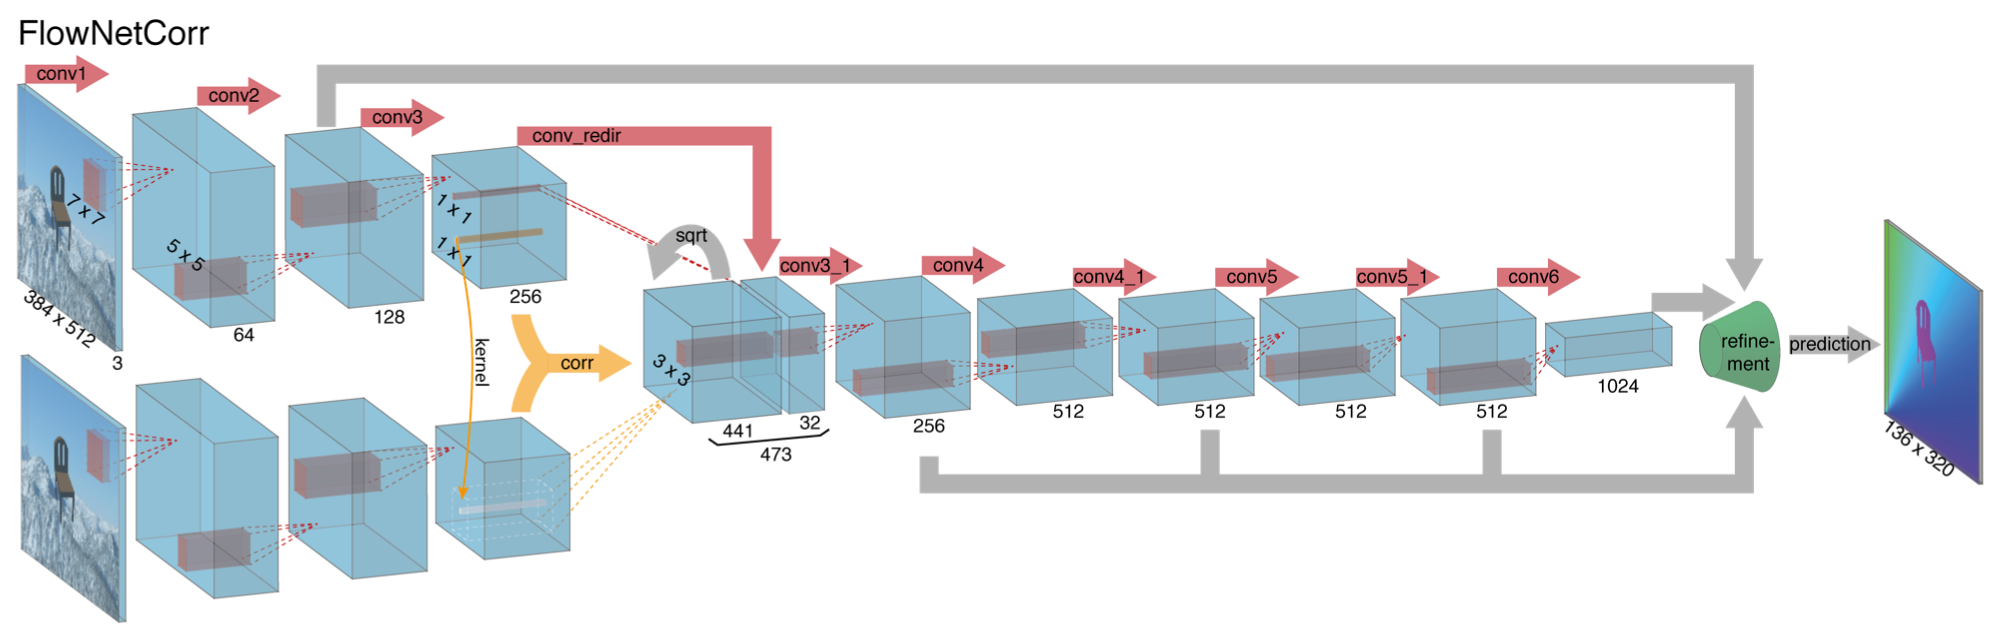 FlowNetCorr
conv1
conv2
conv3
conv_redir
sqrt
conv3_1
conv4
conv4_1
conv5
conv5_1
conv6
7 x 7
5 x 5
1 x 1
1 x 1
3 x 3
384 x 512
3
64
128
256
kernel
corr
441
32
473
256
512
512
512
512
1024
refine-
ment
prediction
136 x 320